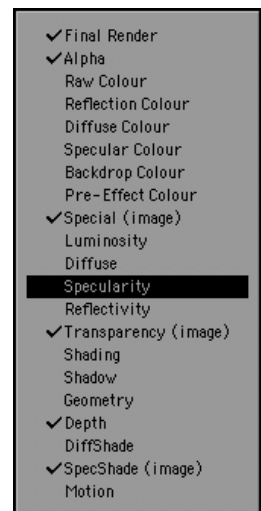 ✓Final Render
✓Alpha
Raw Colour
Reflection Colour
Diffuse Colour
Specular Colour
Backdrop Colour
Pre-Effect Colour
✓Special (image)
Luminosity
Diffuse
Specularity
Reflectivity
✓Transparency (image)
Shading
Shadow
Geometry
✓Depth
DiffShade
✓SpecShade (image)
Motion